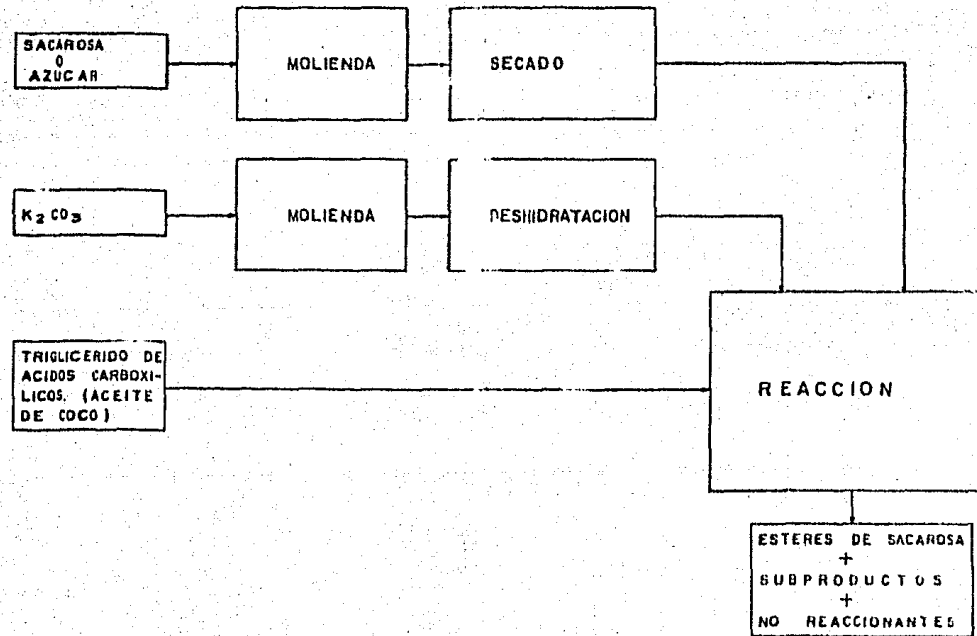 SACAROSA
O
AZUCAR
MOLIENDA
SECADO
K2CO3
MOLIENDA
DESHIDRATACION
TRIGLICERIDO DE
ACIDOS CARBOXI-
LICOS. (ACEITE
DE COCO)
REACCION
ESTERES DE SACAROSA
+
SUBPRODUCTOS
+
NO REACCIONANTES